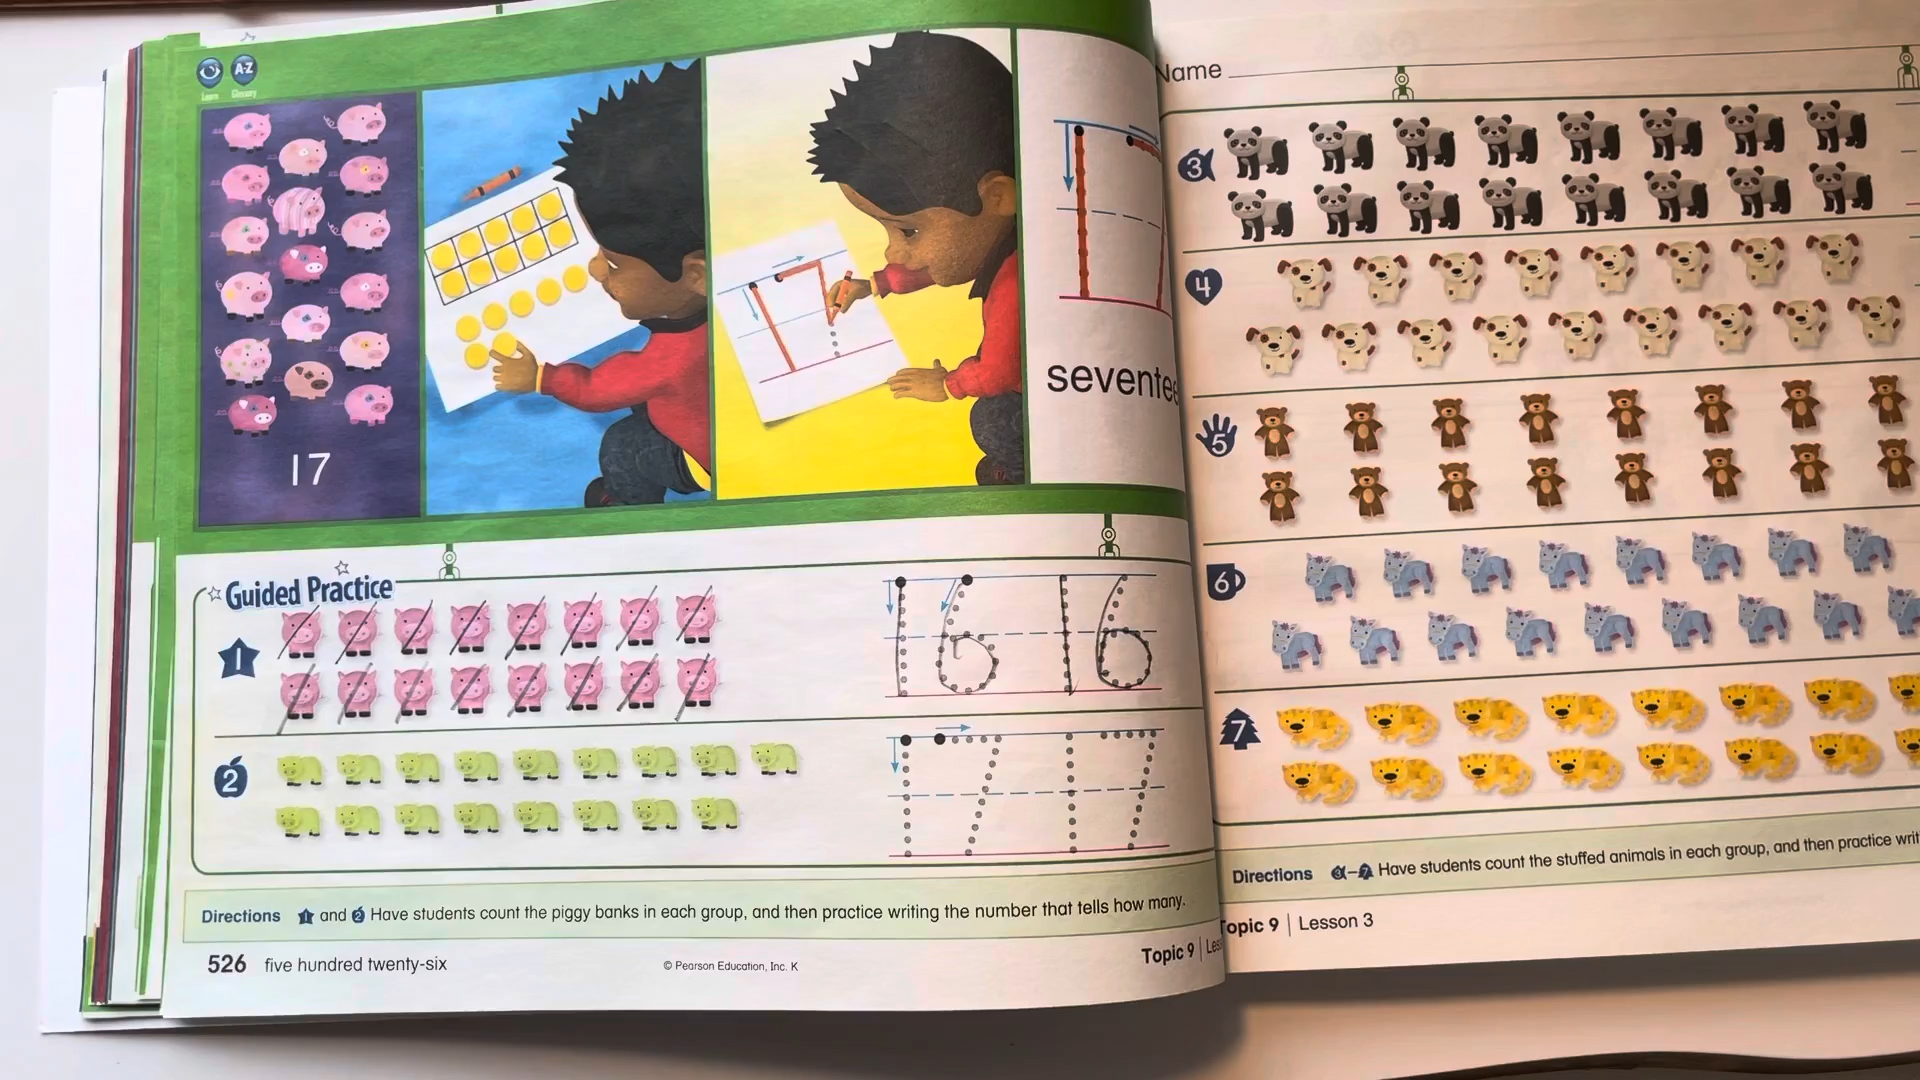 Learn
A-Z
Glossary
17
seventee
Guided Practice
1
16 16
2
17 17
Directions 1 and 2 Have students count the piggy banks in each group, and then practice writing the number that tells how many.
526 five hundred twenty-six
© Pearson Education, Inc. K
Topic 9
Name
3
4
5
6
7
Directions 3–7 Have students count the stuffed animals in each group, and then practice writ
Topic 9 | Lesson 3